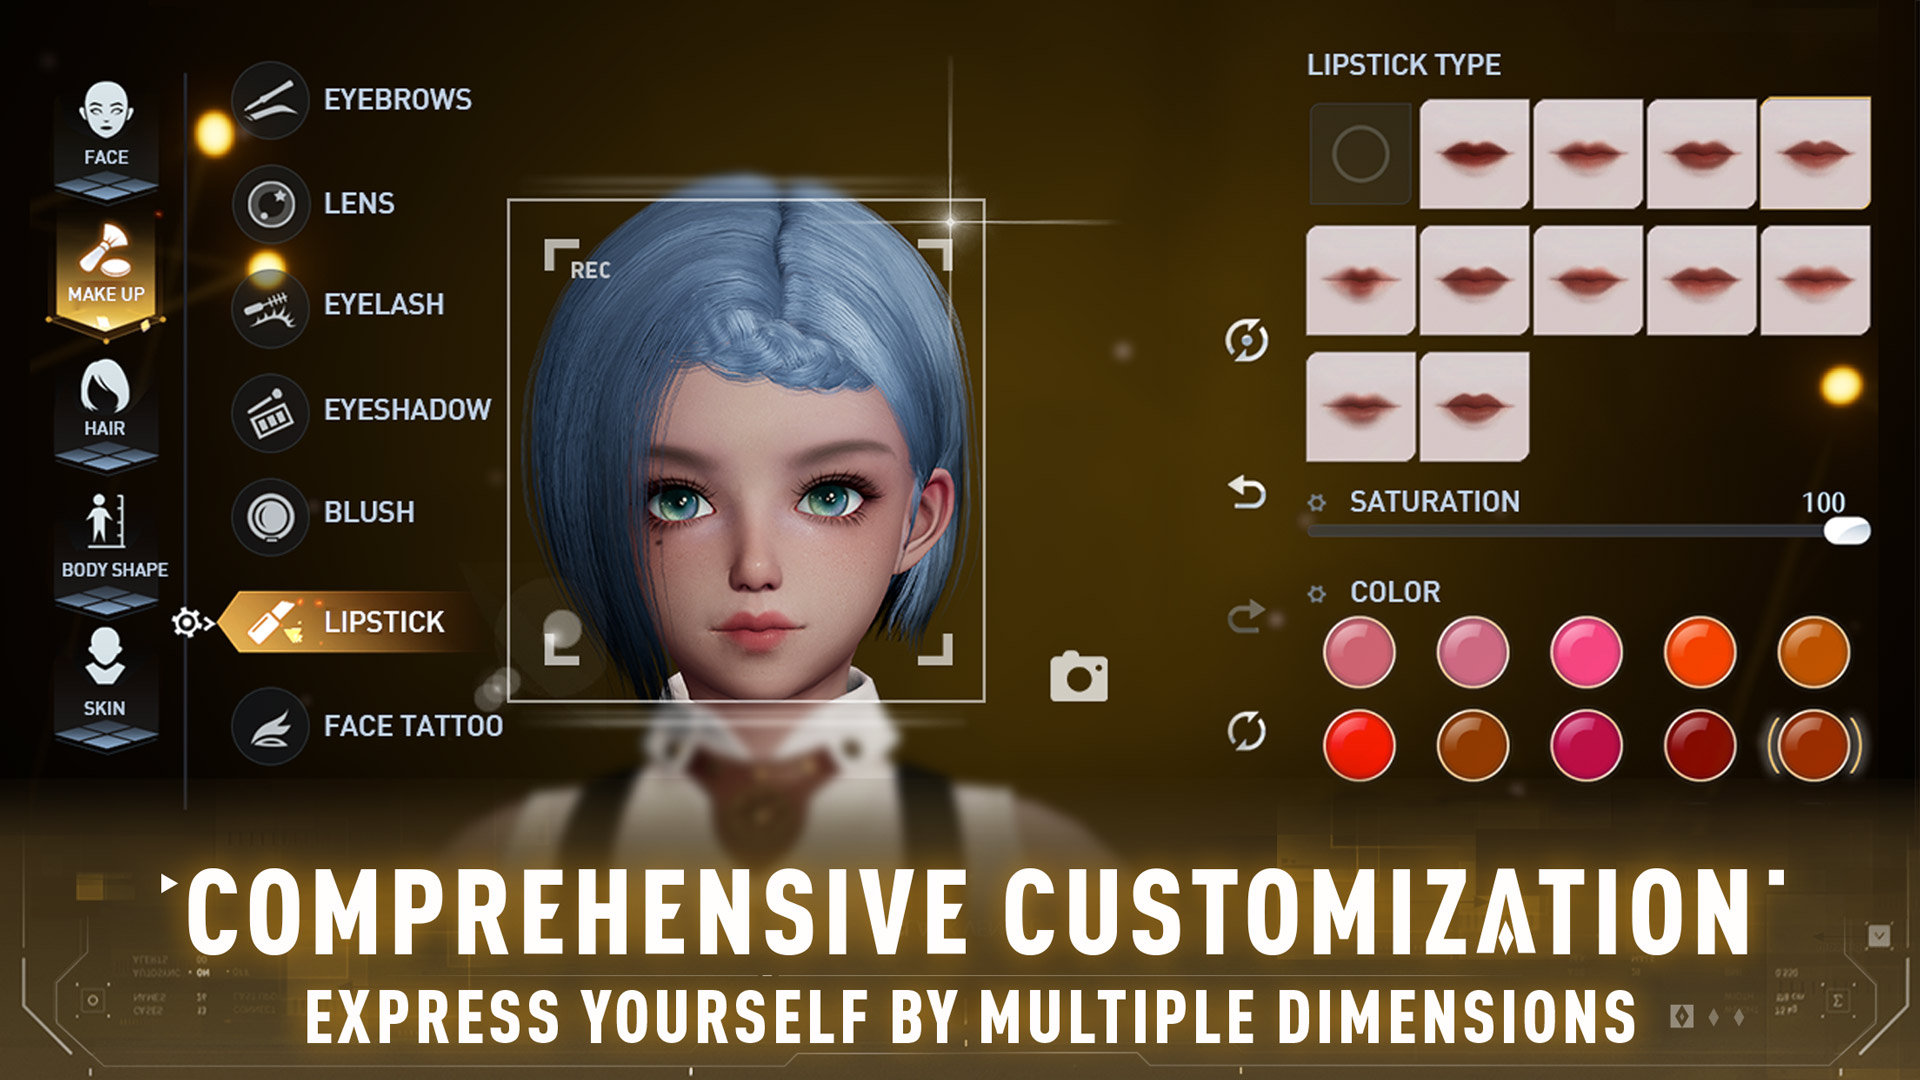 FACE
MAKE UP
HAIR
BODY SHAPE
SKIN
EYEBROWS
LENS
EYELASH
EYESHADOW
BLUSH
LIPSTICK
FACE TATTOO
REC
LIPSTICK TYPE
SATURATION 100
COLOR
COMPREHENSIVE CUSTOMIZATION
EXPRESS YOURSELF BY MULTIPLE DIMENSIONS